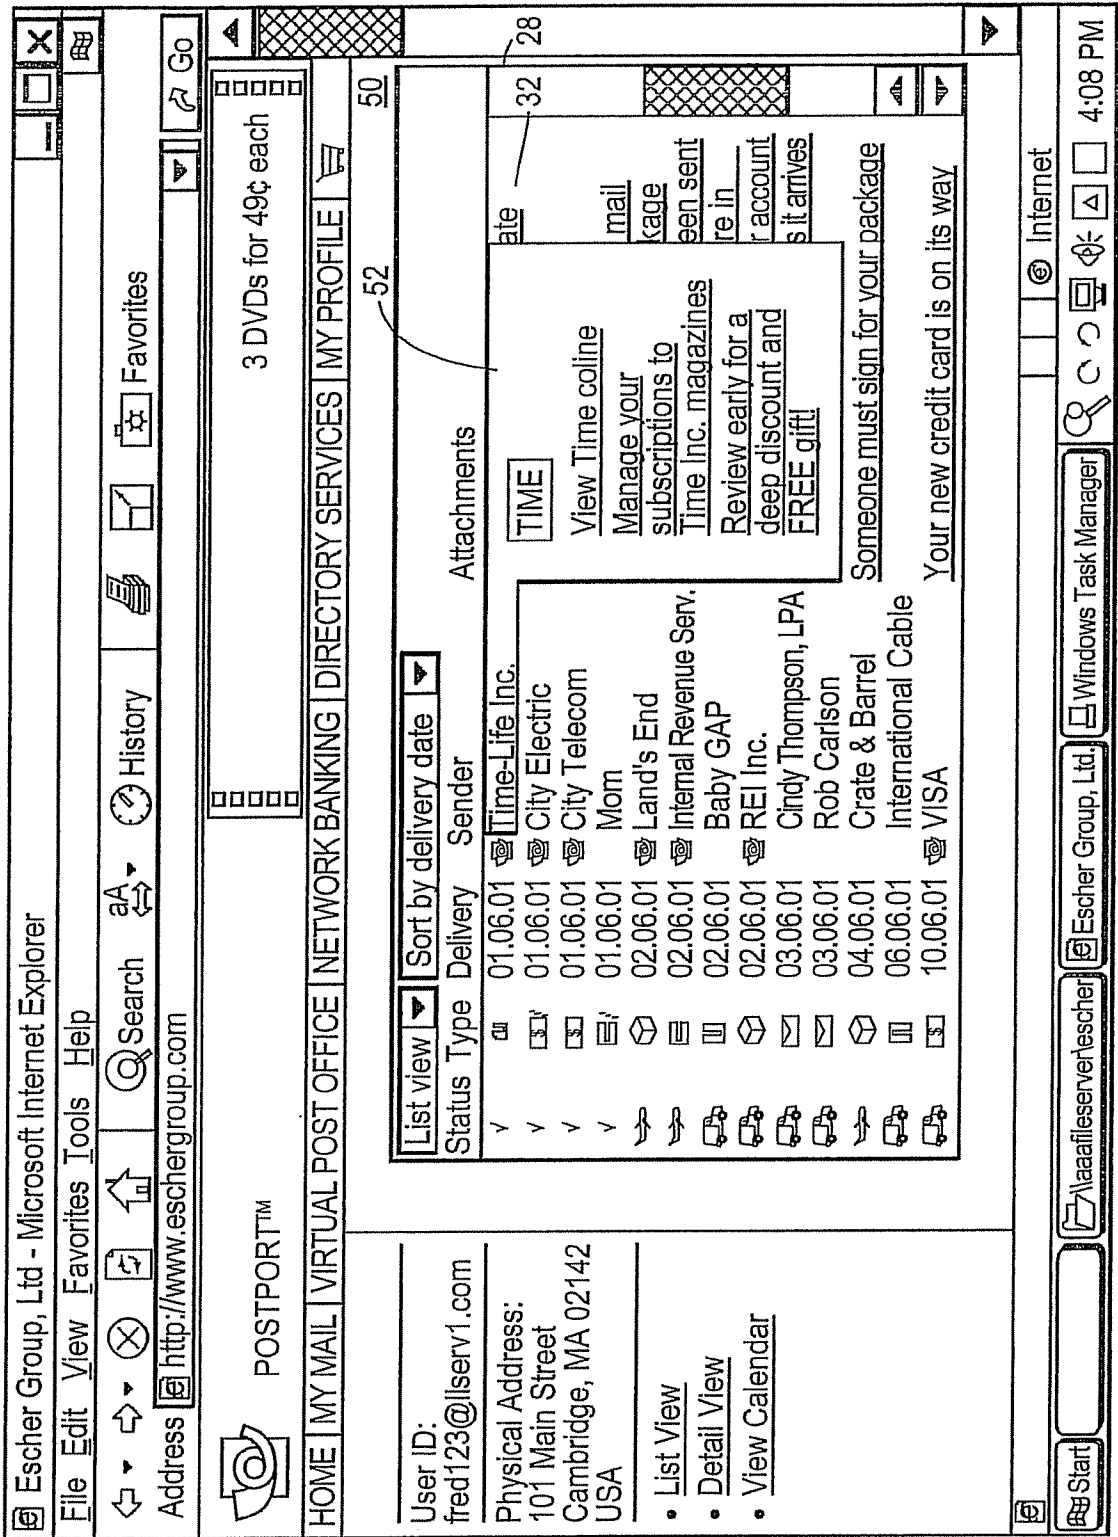 Escher Group, Ltd - Microsoft Internet Explorer
File Edit View Favorites Tools Help
Search aA History Favorites
Address http://www.eschergroup.com Go
POSTPORT™
3 DVDs for 49¢ each
HOME | MY MAIL | VIRTUAL POST OFFICE | NETWORK BANKING | DIRECTORY SERVICES | MY PROFILE |
User ID:
fred123@llserv1.com
Physical Address:
101 Main Street
Cambridge, MA 02142
USA
• List View
• Detail View
• View Calendar
50
52
28
32
List view Sort by delivery date
Status Type Delivery Sender Attachments
01.06.01 Time-Life Inc.
01.06.01 City Electric
01.06.01 City Telecom
01.06.01 Mom
02.06.01 Land's End
02.06.01 Internal Revenue Serv.
02.06.01 Baby GAP
02.06.01 REI Inc.
03.06.01 Cindy Thompson, LPA
03.06.01 Rob Carlson
04.06.01 Crate & Barrel Someone must sign for your package
06.06.01 International Cable
10.06.01 VISA Your new credit card is on its way
TIME
View Time coline
Manage your
subscriptions to
Time Inc. magazines
Review early for a
deep discount and
FREE gift!
ate
mail
kage
een sent
re in
r account
s it arrives
Internet
Start \\aaafileserver\escher Escher Group, Ltd. Windows Task Manager 4:08 PM